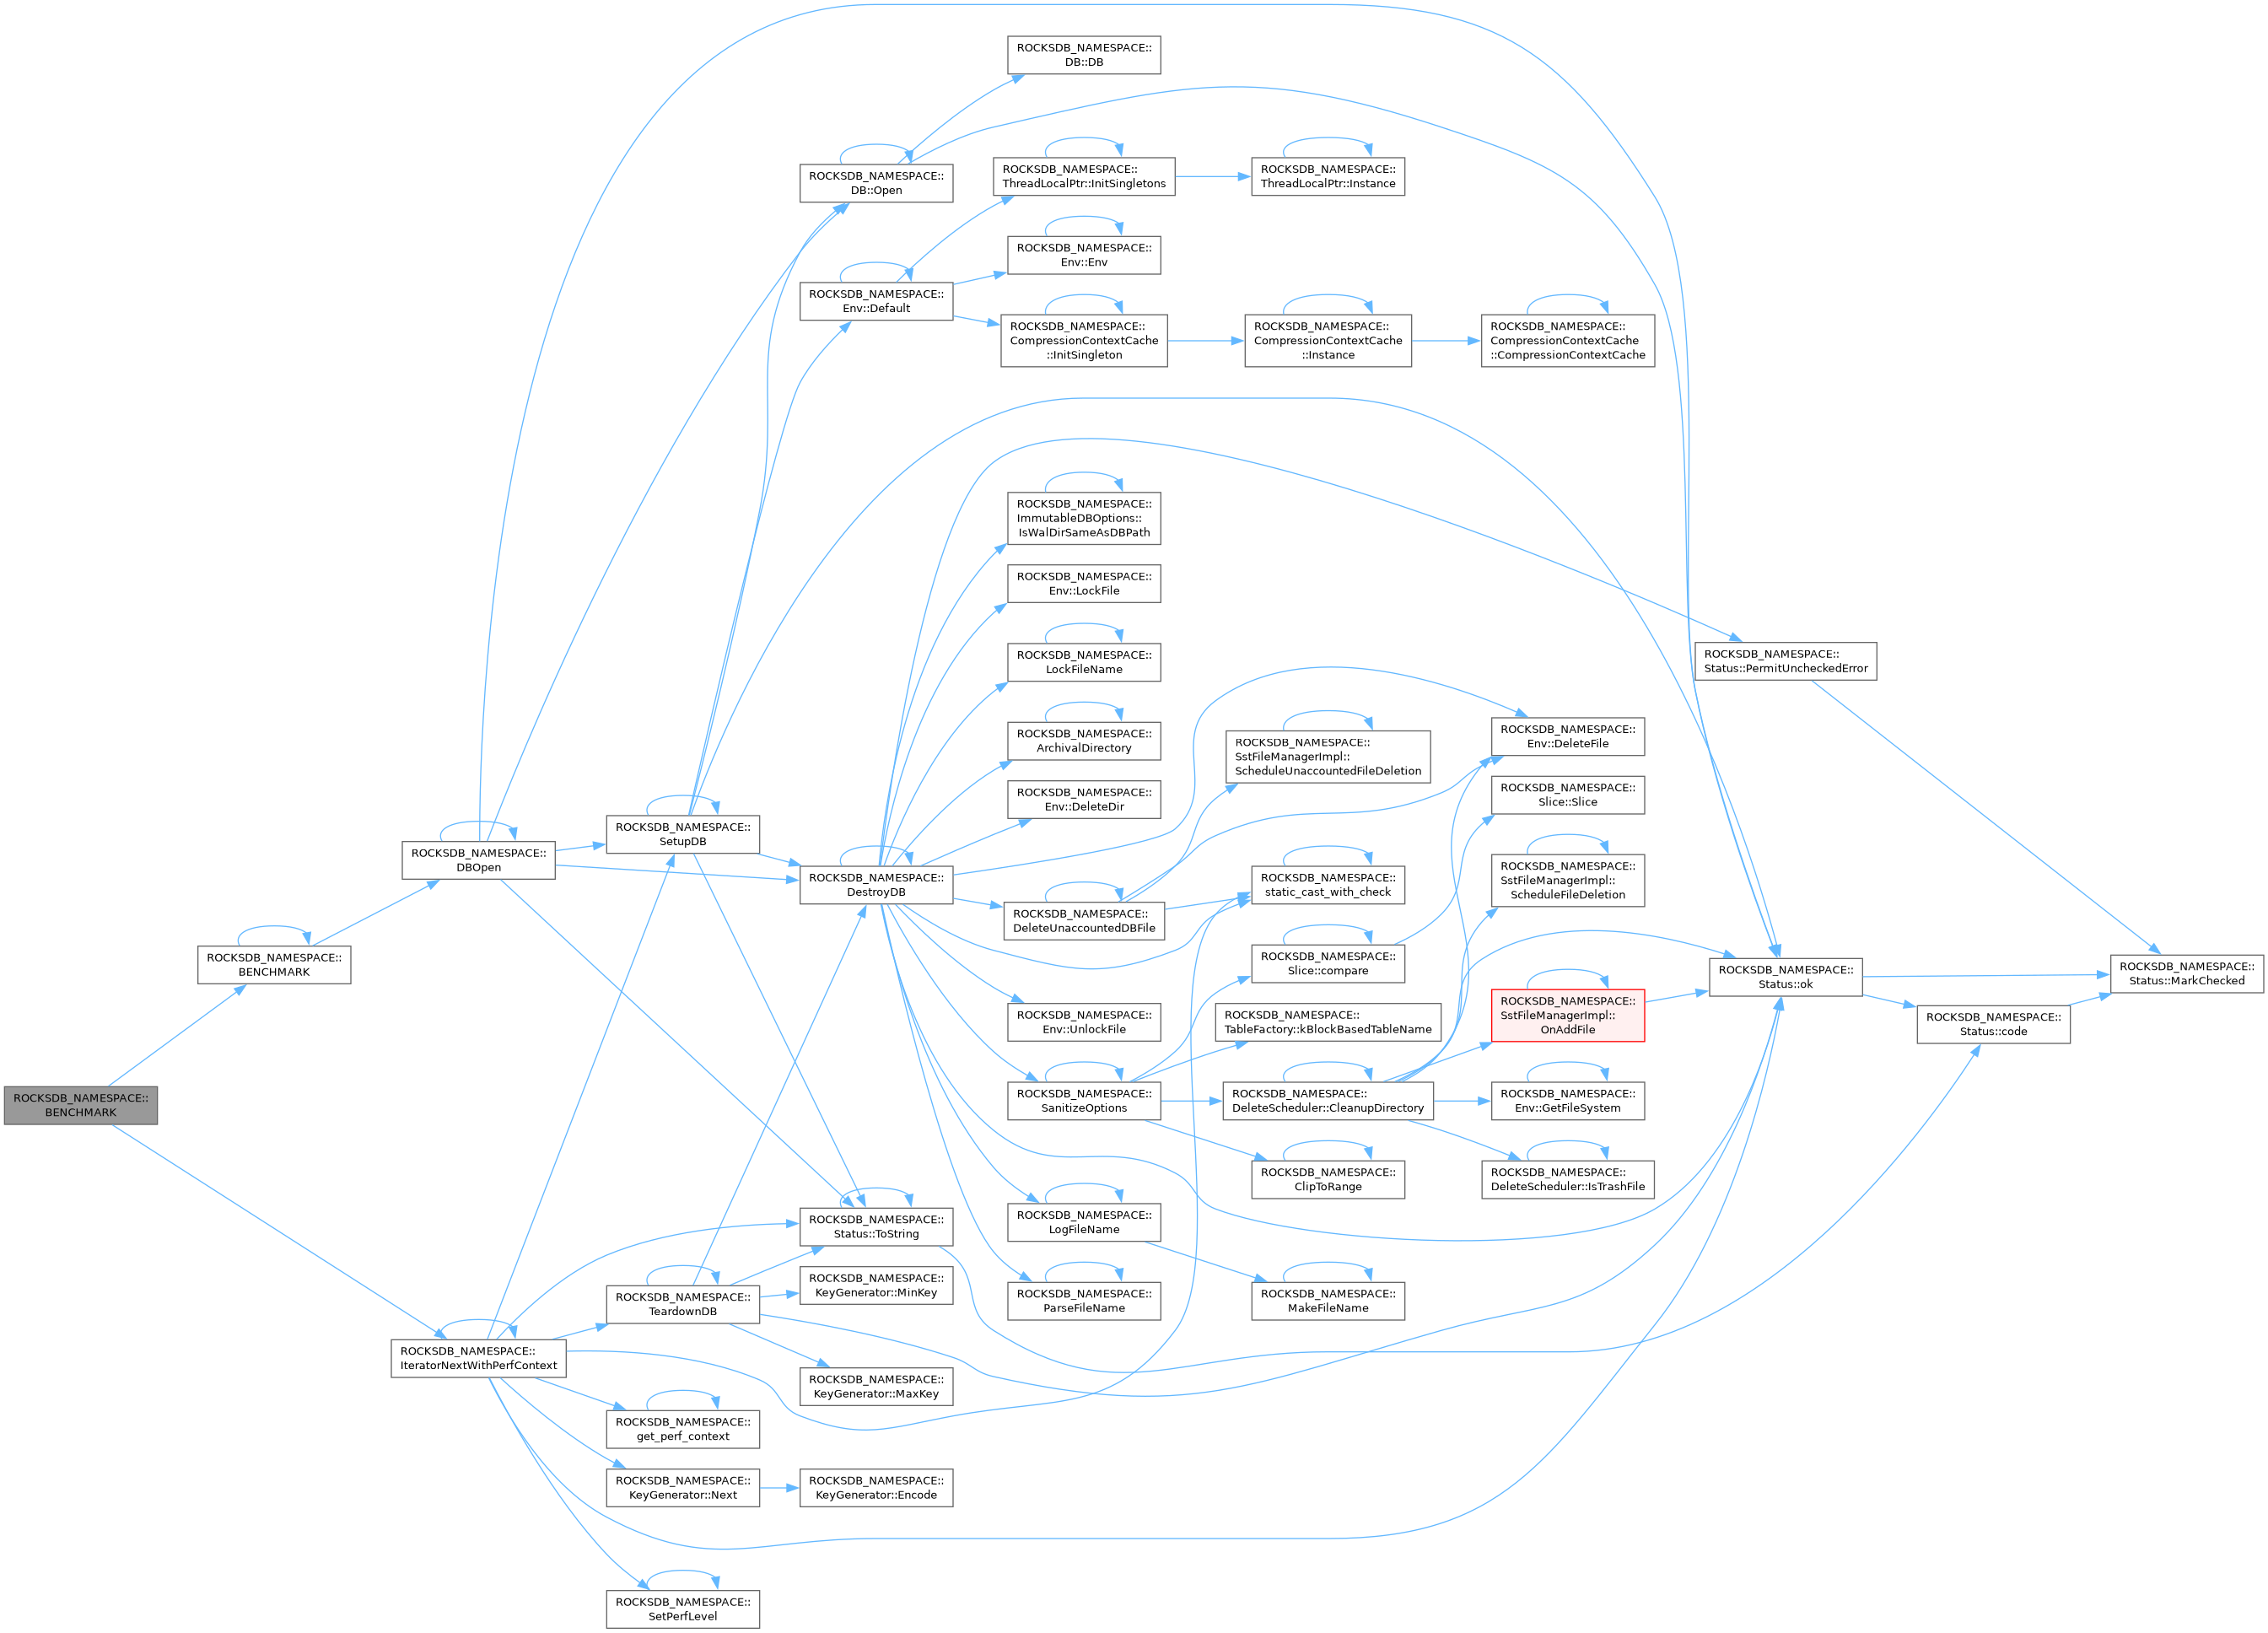 ROCKSDB_NAMESPACE::
BENCHMARK
ROCKSDB_NAMESPACE::
BENCHMARK
ROCKSDB_NAMESPACE::
DBOpen
ROCKSDB_NAMESPACE::
IteratorNextWithPerfContext
ROCKSDB_NAMESPACE::
SetupDB
ROCKSDB_NAMESPACE::
TeardownDB
ROCKSDB_NAMESPACE::
get_perf_context
ROCKSDB_NAMESPACE::
KeyGenerator::Next
ROCKSDB_NAMESPACE::
SetPerfLevel
ROCKSDB_NAMESPACE::
DB::Open
ROCKSDB_NAMESPACE::
Env::Default
ROCKSDB_NAMESPACE::
DestroyDB
ROCKSDB_NAMESPACE::
Status::ToString
ROCKSDB_NAMESPACE::
KeyGenerator::MinKey
ROCKSDB_NAMESPACE::
KeyGenerator::MaxKey
ROCKSDB_NAMESPACE::
KeyGenerator::Encode
ROCKSDB_NAMESPACE::
DB::DB
ROCKSDB_NAMESPACE::
ThreadLocalPtr::InitSingletons
ROCKSDB_NAMESPACE::
Env::Env
ROCKSDB_NAMESPACE::
CompressionContextCache
::InitSingleton
ROCKSDB_NAMESPACE::
ImmutableDBOptions::
IsWalDirSameAsDBPath
ROCKSDB_NAMESPACE::
Env::LockFile
ROCKSDB_NAMESPACE::
LockFileName
ROCKSDB_NAMESPACE::
ArchivalDirectory
ROCKSDB_NAMESPACE::
Env::DeleteDir
ROCKSDB_NAMESPACE::
DeleteUnaccountedDBFile
ROCKSDB_NAMESPACE::
Env::UnlockFile
ROCKSDB_NAMESPACE::
SanitizeOptions
ROCKSDB_NAMESPACE::
LogFileName
ROCKSDB_NAMESPACE::
ParseFileName
ROCKSDB_NAMESPACE::
ThreadLocalPtr::Instance
ROCKSDB_NAMESPACE::
CompressionContextCache
::Instance
ROCKSDB_NAMESPACE::
SstFileManagerImpl::
ScheduleUnaccountedFileDeletion
ROCKSDB_NAMESPACE::
static_cast_with_check
ROCKSDB_NAMESPACE::
Slice::compare
ROCKSDB_NAMESPACE::
TableFactory::kBlockBasedTableName
ROCKSDB_NAMESPACE::
DeleteScheduler::CleanupDirectory
ROCKSDB_NAMESPACE::
ClipToRange
ROCKSDB_NAMESPACE::
MakeFileName
ROCKSDB_NAMESPACE::
CompressionContextCache
::CompressionContextCache
ROCKSDB_NAMESPACE::
Env::DeleteFile
ROCKSDB_NAMESPACE::
Slice::Slice
ROCKSDB_NAMESPACE::
SstFileManagerImpl::
ScheduleFileDeletion
ROCKSDB_NAMESPACE::
SstFileManagerImpl::
OnAddFile
ROCKSDB_NAMESPACE::
Env::GetFileSystem
ROCKSDB_NAMESPACE::
DeleteScheduler::IsTrashFile
ROCKSDB_NAMESPACE::
Status::PermitUncheckedError
ROCKSDB_NAMESPACE::
Status::ok
ROCKSDB_NAMESPACE::
Status::code
ROCKSDB_NAMESPACE::
Status::MarkChecked